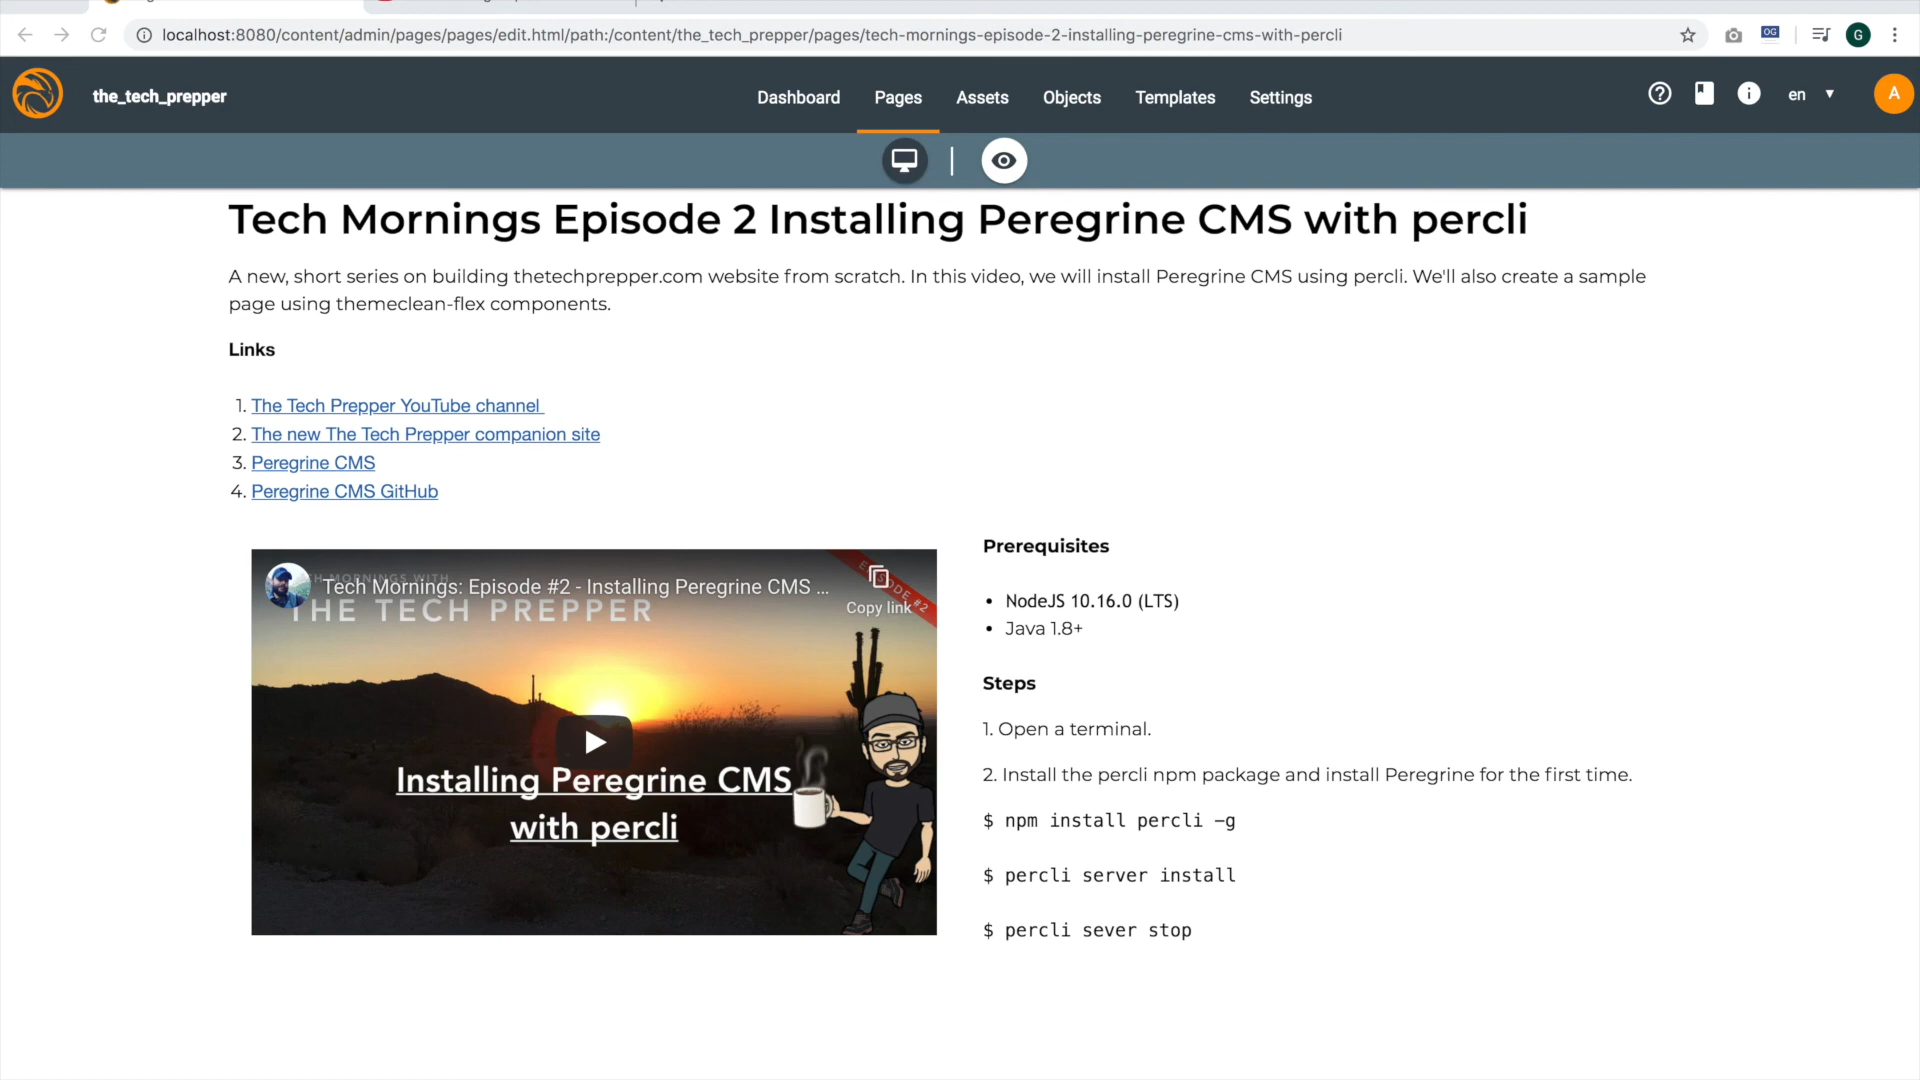 localhost:8080/content/admin/pages/pages/edit.html/path:/content/the_tech_prepper/pages/tech-mornings-episode-2-installing-peregrine-cms-with-percli
OG
G
the_tech_prepper
Dashboard
Pages
Assets
Objects
Templates
Settings
en
A
Tech Mornings Episode 2 Installing Peregrine CMS with percli
A new, short series on building thetechprepper.com website from scratch. In this video, we will install Peregrine CMS using percli. We'll also create a sample
page using themeclean-flex components.
Links
1. The Tech Prepper YouTube channel
2. The new The Tech Prepper companion site
3. Peregrine CMS
4. Peregrine CMS GitHub
Tech Mornings: Episode #2 - Installing Peregrine CMS ...
Copy link
EPISODE #2
THE TECH PREPPER
Installing Peregrine CMS
with percli
Prerequisites
• NodeJS 10.16.0 (LTS)
• Java 1.8+
Steps
1. Open a terminal.
2. Install the percli npm package and install Peregrine for the first time.
$ npm install percli -g
$ percli server install
$ percli sever stop